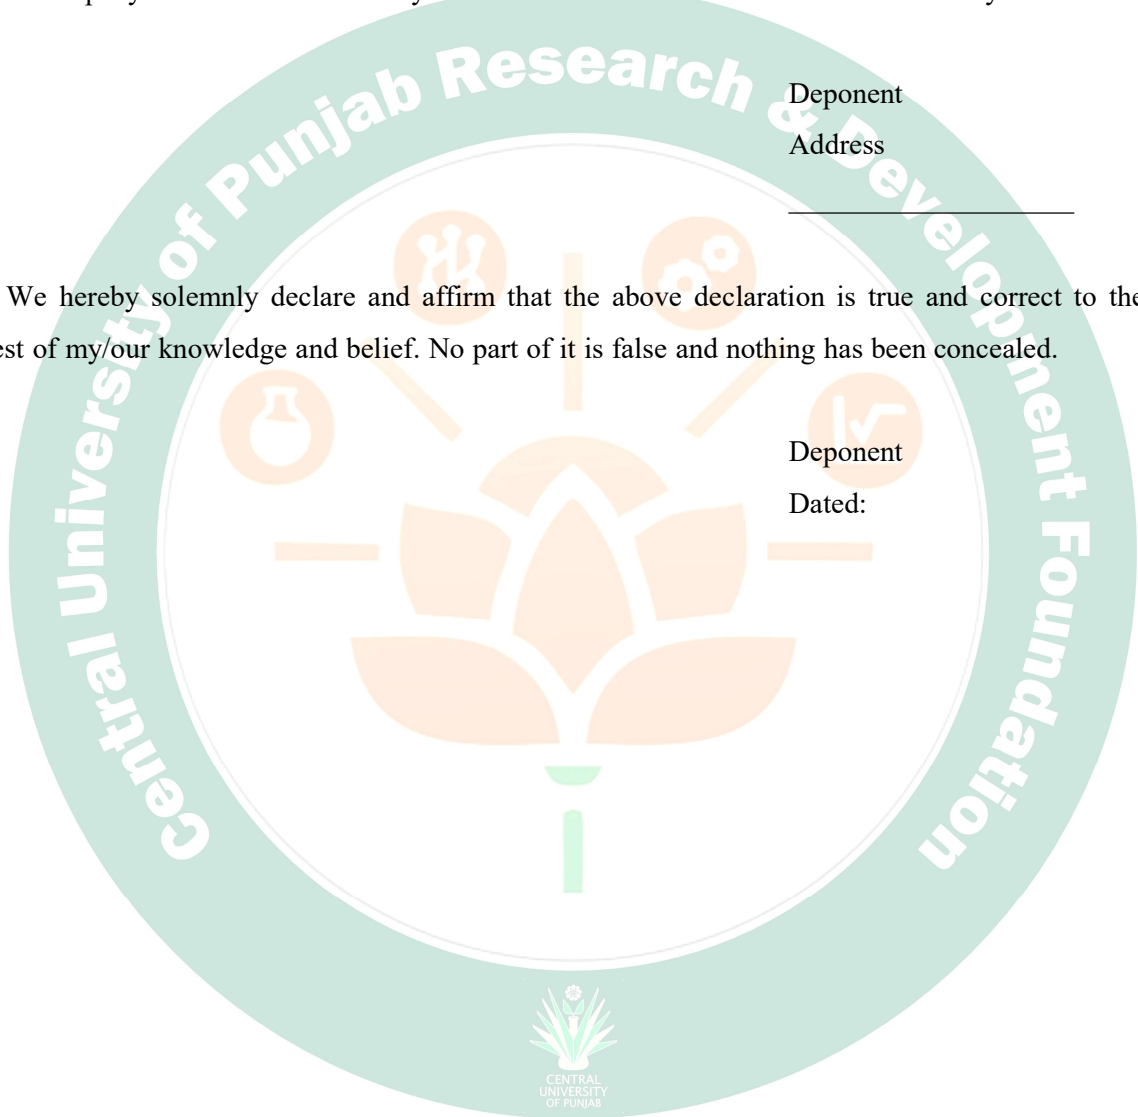 Deponent
Address
We hereby solemnly declare and affirm that the above declaration is true and correct to the
of my/our knowledge and belief. No part of it is false and nothing has been concealed.
Deponent
Dated:
Central University of Punjab Research & Development Foundation
CENTRAL
UNIVERSITY
OF PUNJAB